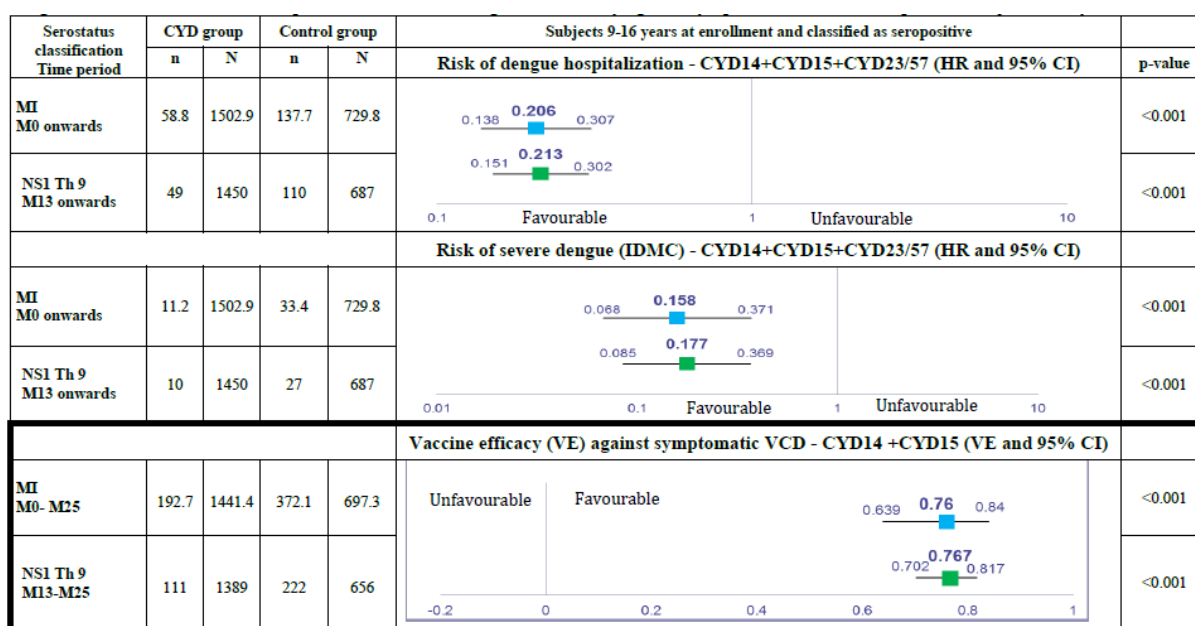 Serostatus classification Time period | CYD group | Control group | Subjects 9-16 years at enrollment and classified as seropositive
n | N | n | N | Risk of dengue hospitalization - CYD14+CYD15+CYD23/57 (HR and 95% CI) | p-value
MI
M0 onwards | 58.8 | 1502.9 | 137.7 | 729.8 | 0.138 0.206 0.307 | <0.001
NS1 Th 9
M13 onwards | 49 | 1450 | 110 | 687 | 0.151 0.213 0.302 | <0.001
0.1 Favourable 1 Unfavourable 10
Risk of severe dengue (IDMC) - CYD14+CYD15+CYD23/57 (HR and 95% CI)
MI
M0 onwards | 11.2 | 1502.9 | 33.4 | 729.8 | 0.068 0.158 0.371 | <0.001
NS1 Th 9
M13 onwards | 10 | 1450 | 27 | 687 | 0.085 0.177 0.369 | <0.001
0.01 0.1 Favourable 1 Unfavourable 10
Vaccine efficacy (VE) against symptomatic VCD - CYD14 +CYD15 (VE and 95% CI)
MI
M0- M25 | 192.7 | 1441.4 | 372.1 | 697.3 | Unfavourable Favourable 0.639 0.76 0.84 | <0.001
NS1 Th 9
M13-M25 | 111 | 1389 | 222 | 656 | 0.702 0.767 0.817 | <0.001
-0.2 0 0.2 0.4 0.6 0.8 1